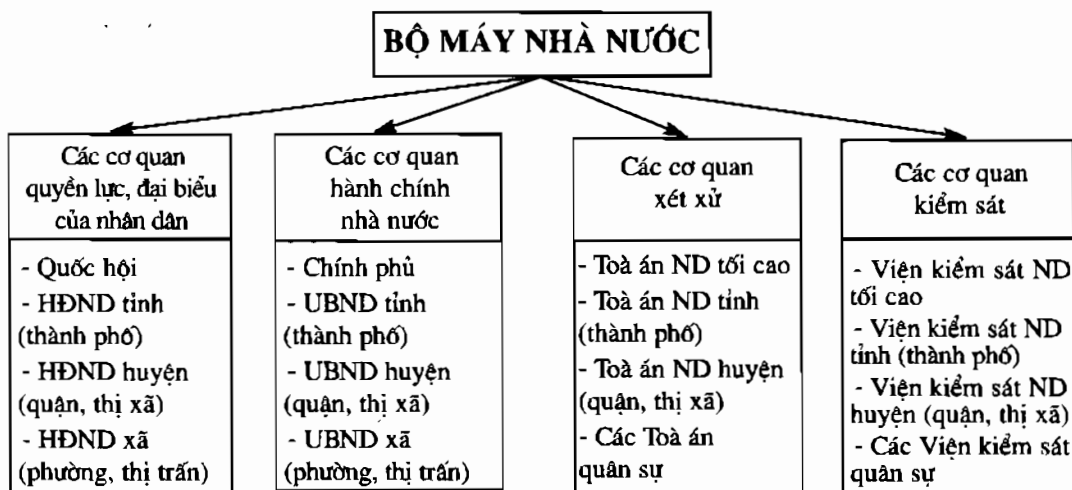 BỘ MÁY NHÀ NƯỚC
Các cơ quan
quyền lực, đại biểu
của nhân dân
- Quốc hội
- HĐND tỉnh
(thành phố)
- HĐND huyện
(quận, thị xã)
- HĐND xã
(phường, thị trấn)
Các cơ quan
hành chính
nhà nước
- Chính phủ
- UBND tỉnh
(thành phố)
- UBND huyện
(quận, thị xã)
- UBND xã
(phường, thị trấn)
Các cơ quan
xét xử
- Toà án ND tối cao
- Toà án ND tỉnh
(thành phố)
- Toà án ND huyện
(quận, thị xã)
- Các Toà án
quân sự
Các cơ quan
kiểm sát
- Viện kiểm sát ND
tối cao
- Viện kiểm sát ND
tỉnh (thành phố)
- Viện kiểm sát ND
huyện (quận, thị xã)
- Các Viện kiểm sát
quân sự